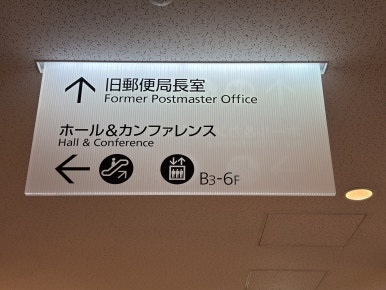 旧郵便局長室
Former Postmaster Office
ホール&カンファレンス
Hall & Conference
B3-6F